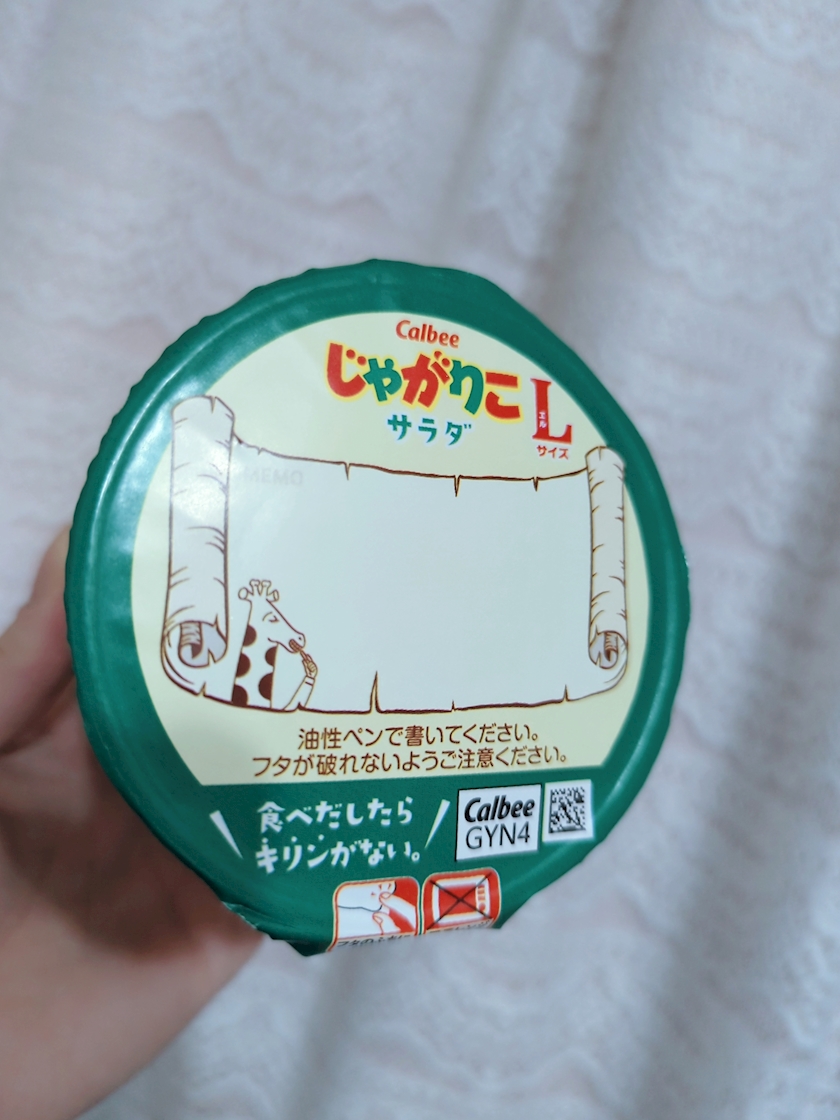 Calbee
じゃがりこ L
エル
サラダ
サイズ
MEMO
油性ペンで書いてください。
フタが破れないようご注意ください。
食べだしたら
キリンがない。
Calbee
GYN4